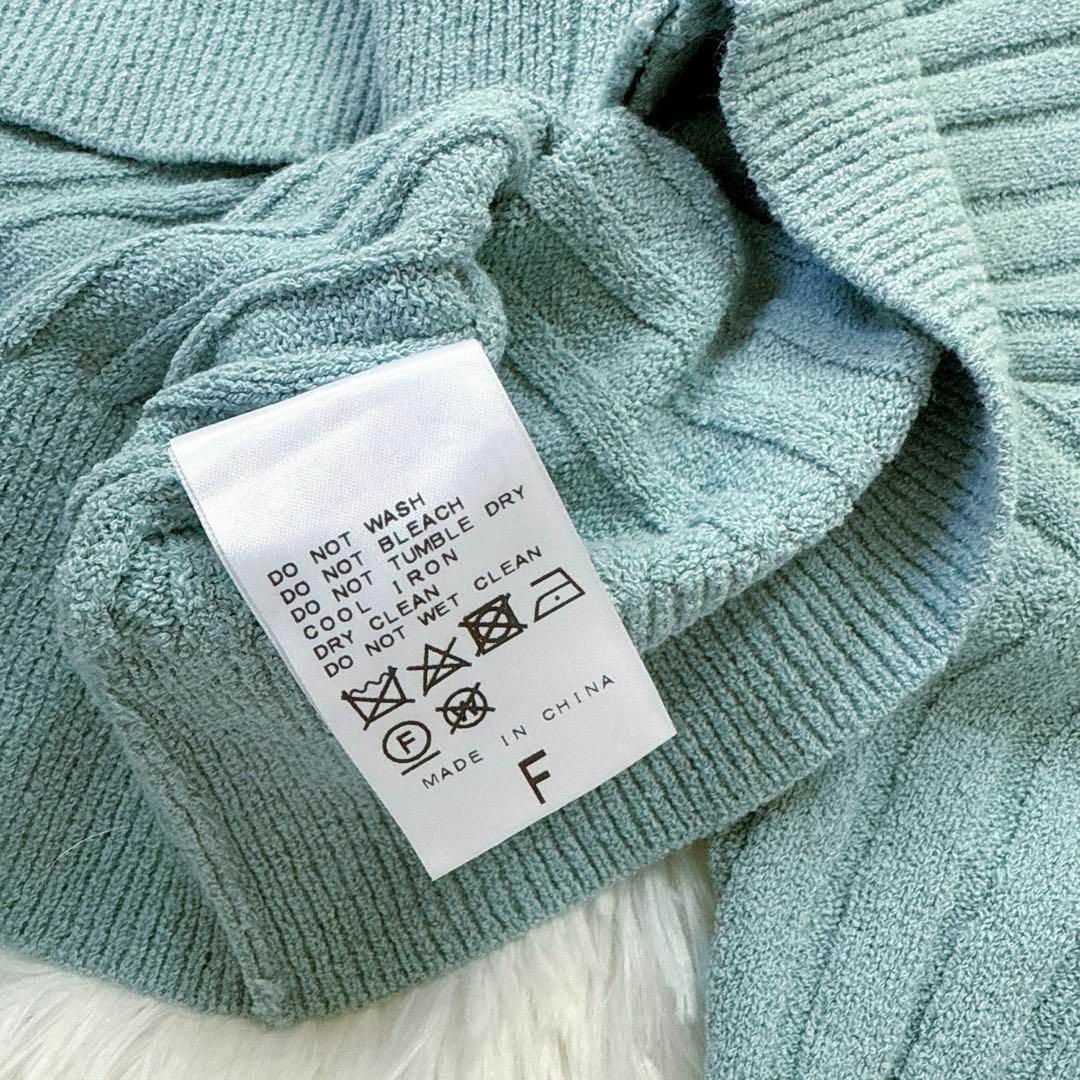 DO NOT WASH
DO NOT BLEACH
DO NOT TUMBLE DRY
COOL IRON
DRY CLEAN
DO NOT WET CLEAN
F W
MADE IN CHINA
F